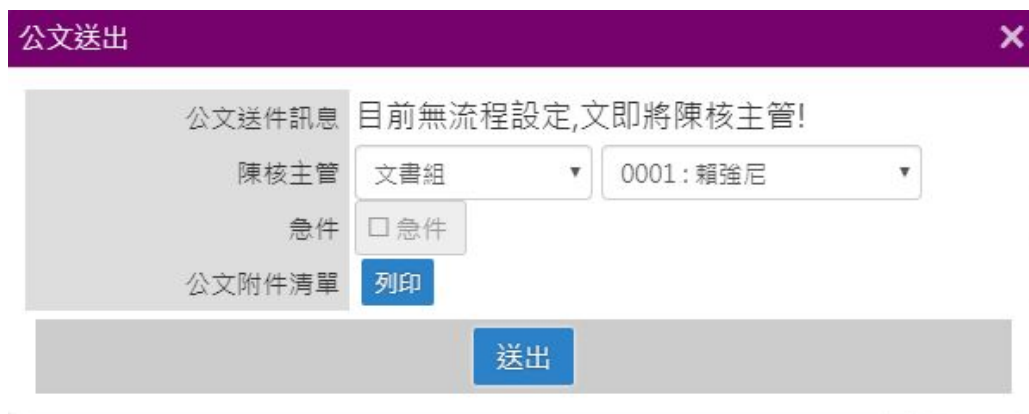 公文送出
公文送件訊息 目前無流程設定,文即將陳核主管!
陳核主管 文書組 0001 : 賴強尼
急件 急件
公文附件清單 列印
送出